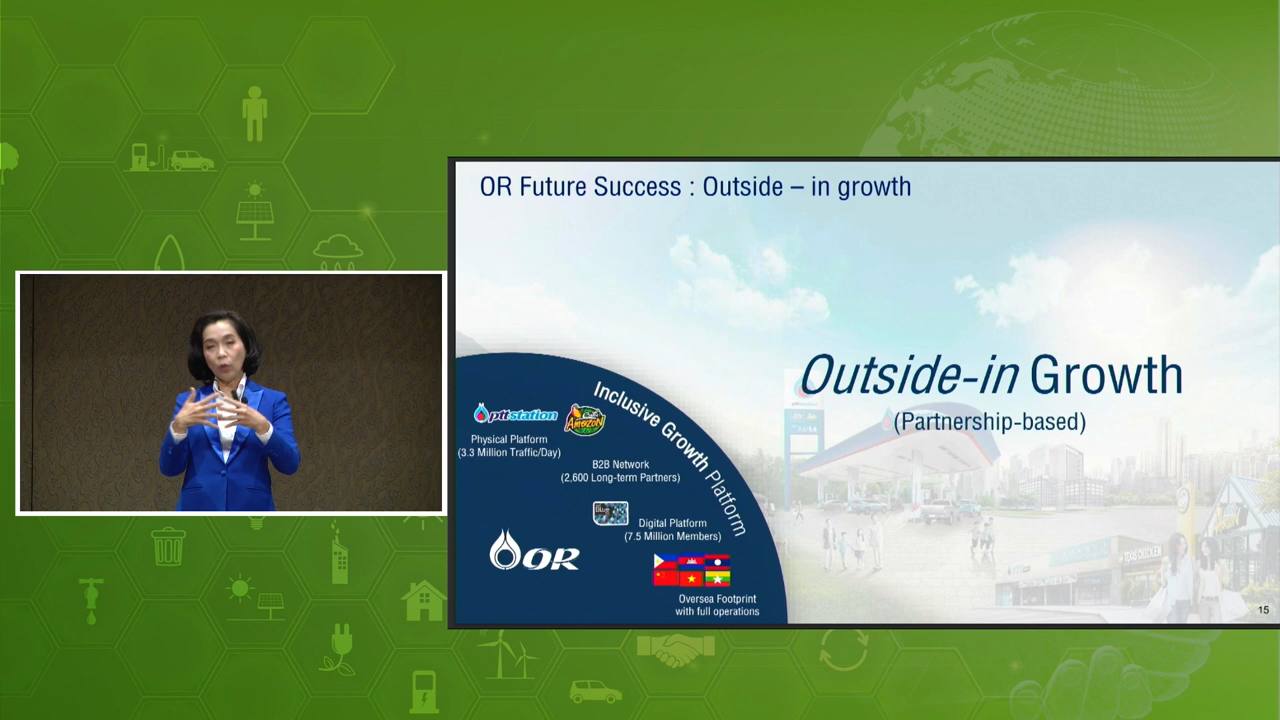 OR Future Success : Outside – in growth
Outside-in Growth
(Partnership-based)
Inclusive Growth Platform
pttstation
Café
AmazoN
Physical Platform
(3.3 Million Traffic/Day)
B2B Network
(2,600 Long-term Partners)
Digital Platform
(7.5 Million Members)
OR
Oversea Footprint
with full operations
TEXAS CHICKEN
15